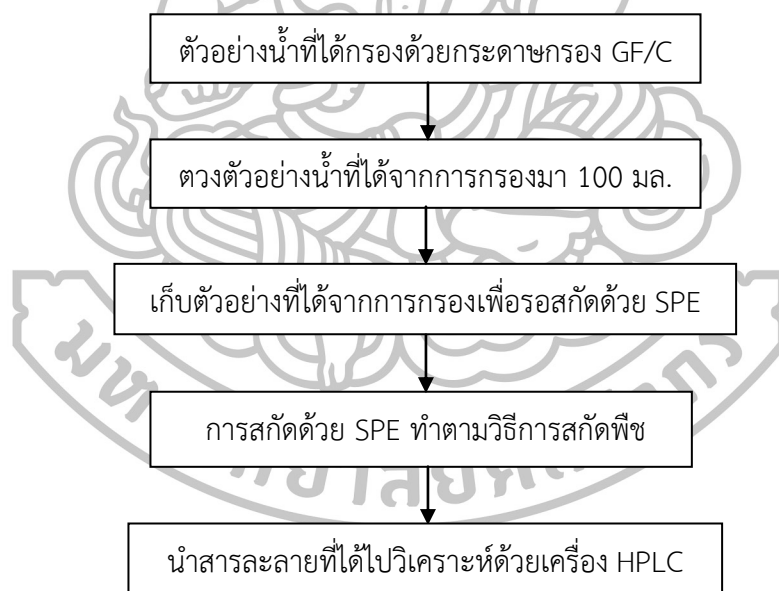 ตัวอย่างน้ำที่ได้กรองด้วยกระดาษกรอง GF/C
ตวงตัวอย่างน้ำที่ได้จากการกรองมา 100 มล.
เก็บตัวอย่างที่ได้จากการกรองเพื่อรอสกัดด้วย SPE
การสกัดด้วย SPE ทำตามวิธีการสกัดพืช
นำสารละลายที่ได้ไปวิเคราะห์ด้วยเครื่อง HPLC